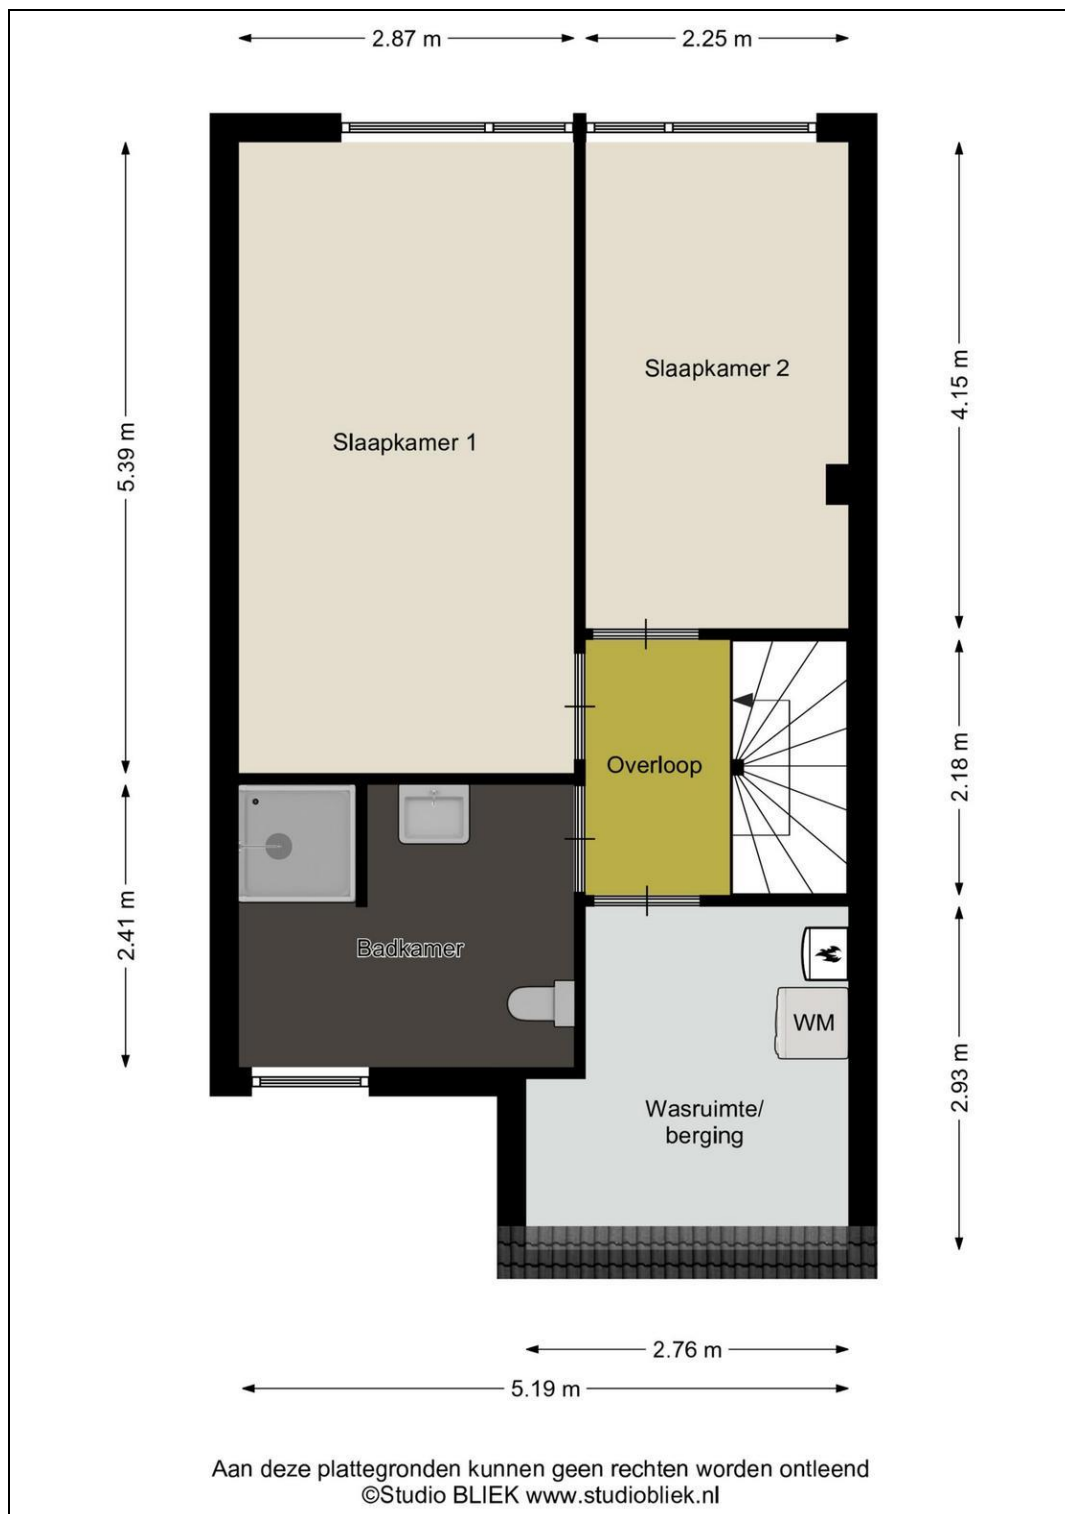 2.87 m
2.25 m
5.39 m
4.15 m
Slaapkamer 2
Slaapkamer 1
Overloop
2.18 m
2.41 m
Badkamer
WM
2.93 m
Wasruimte/
berging
2.76 m
5.19 m
Aan deze plattegronden kunnen geen rechten worden ontleend
©Studio BLIEK www.studiobliek.nl